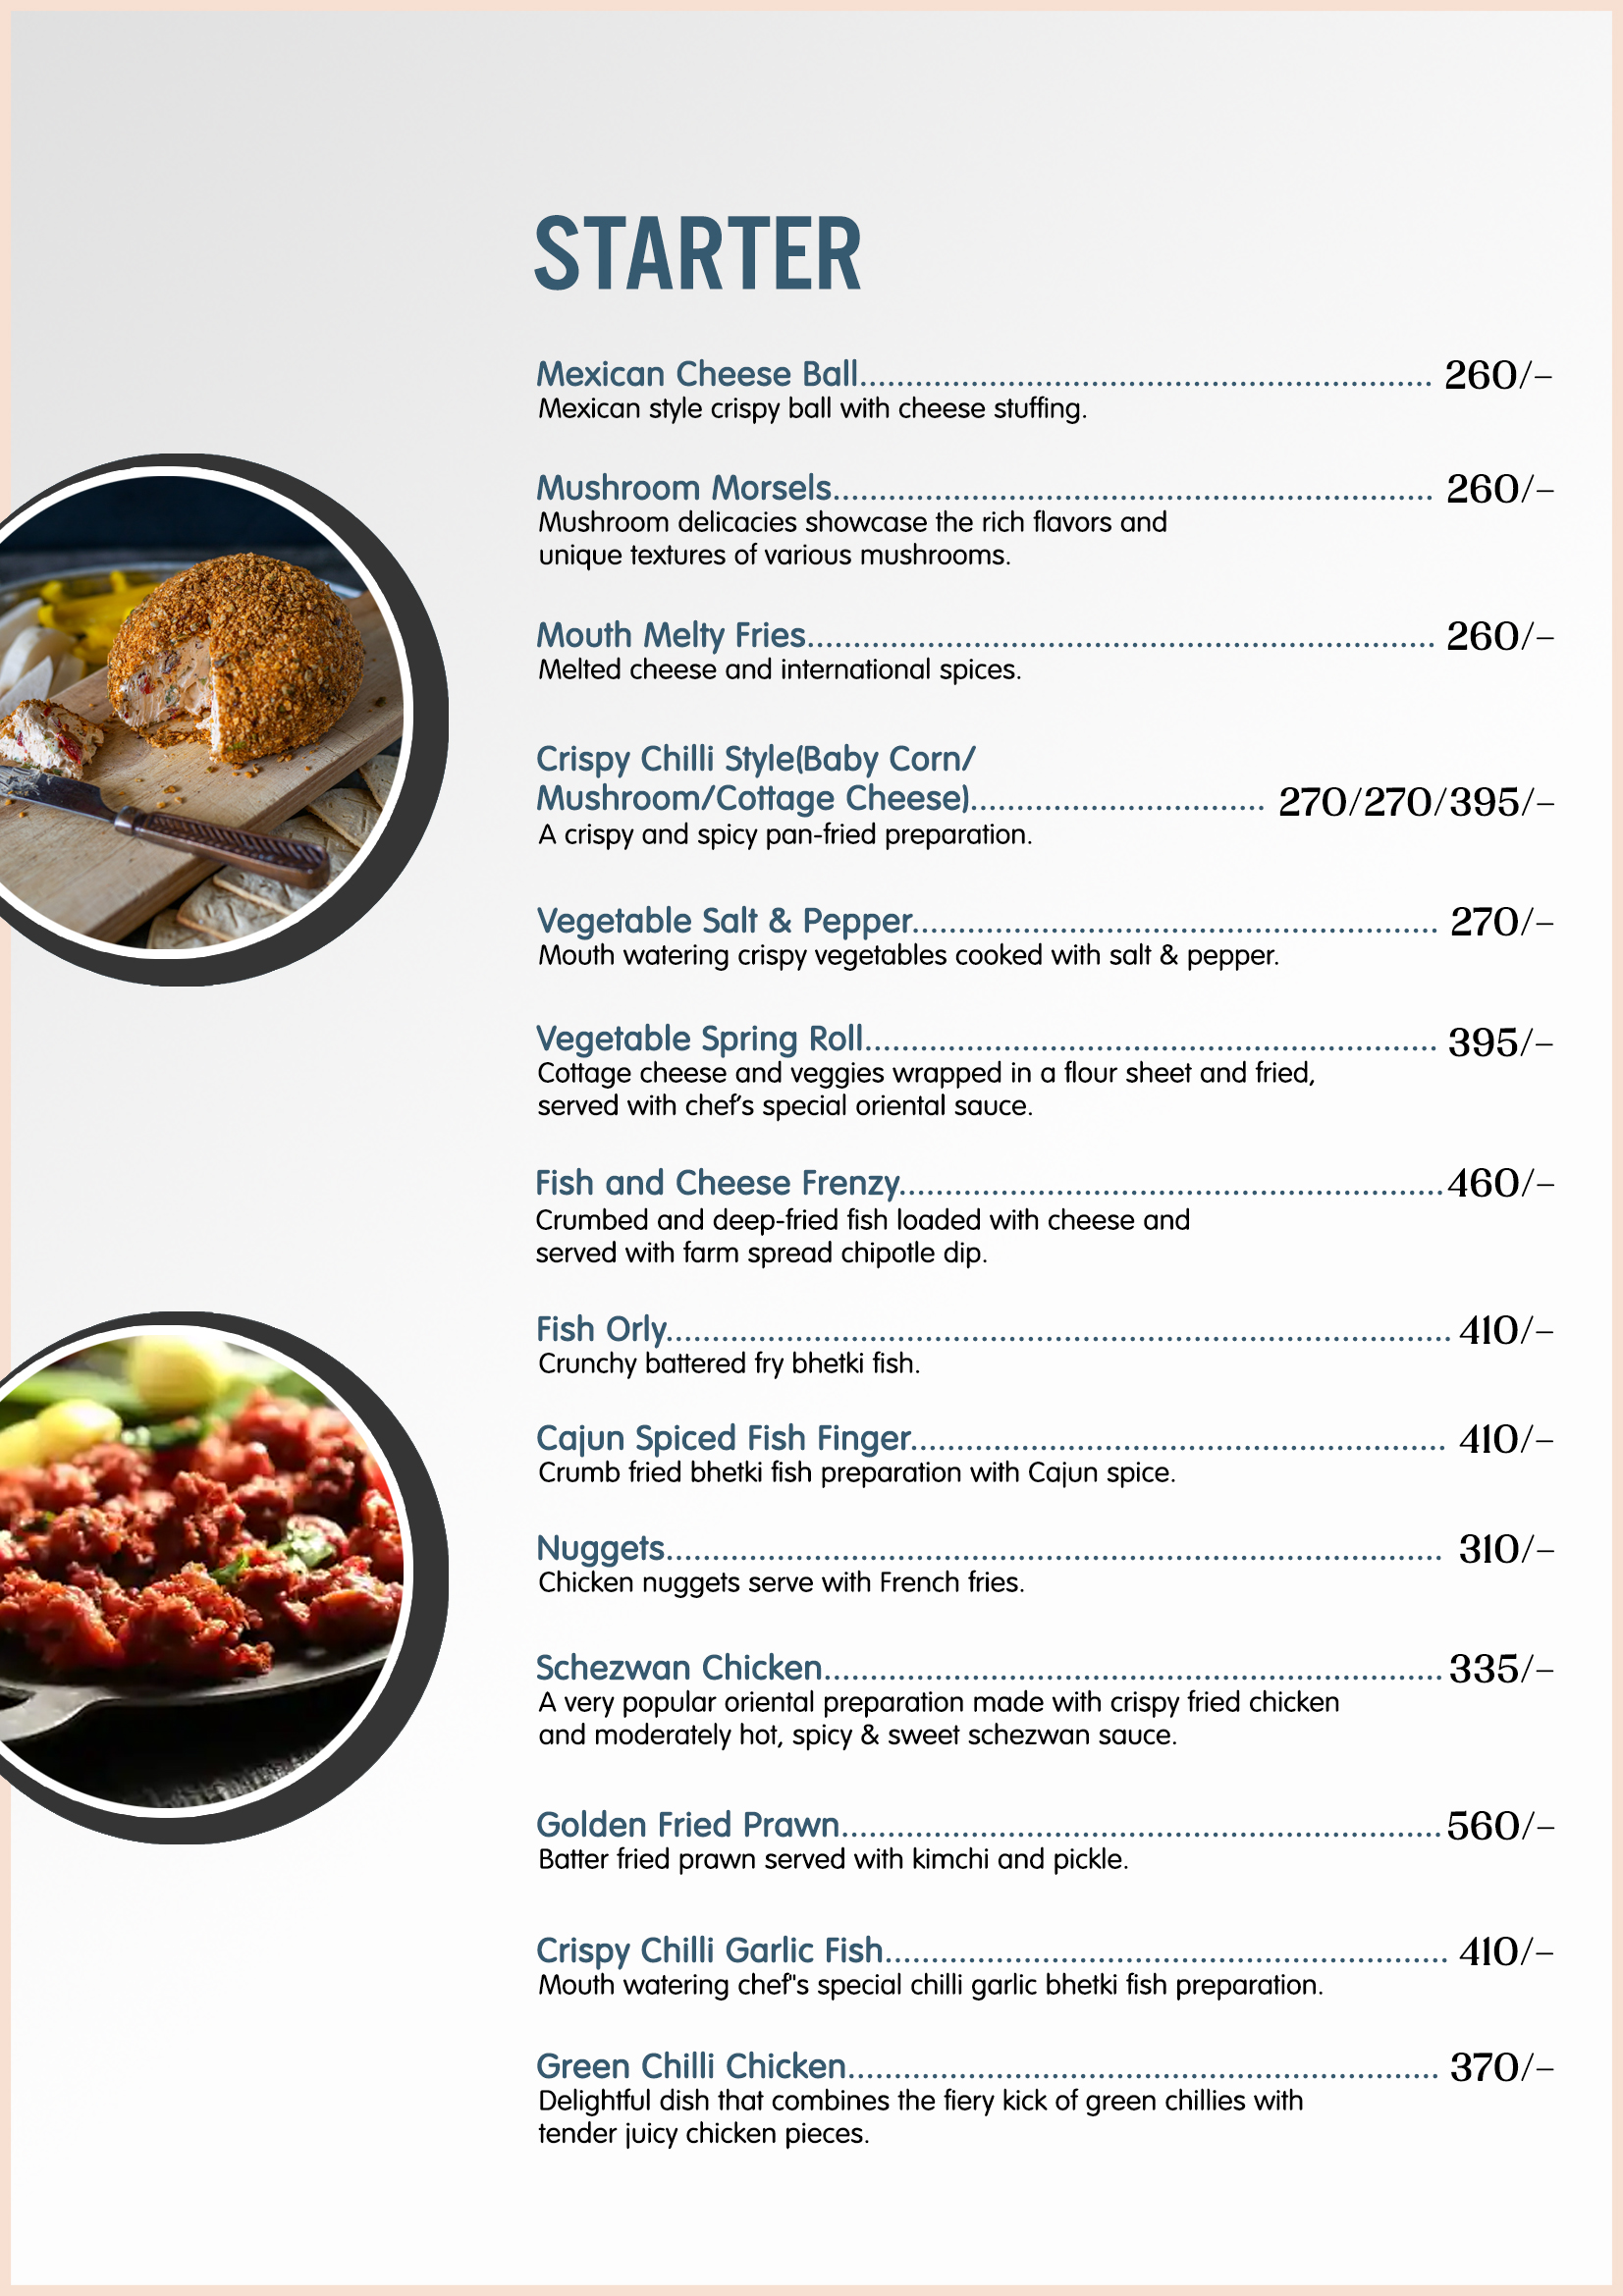 STARTER
Mexican Cheese Ball.............................................................. 260/-
Mexican style crispy ball with cheese stuffing.
Mushroom Morsels................................................................. 260/-
Mushroom delicacies showcase the rich flavors and
unique textures of various mushrooms.
Mouth Melty Fries.................................................................... 260/-
Melted cheese and international spices.
Crispy Chilli Style(Baby Corn/
Mushroom/Cottage Cheese)................................ 270/270/395/-
A crispy and spicy pan-fried preparation.
Vegetable Salt & Pepper......................................................... 270/-
Mouth watering crispy vegetables cooked with salt & pepper.
Vegetable Spring Roll.............................................................. 395/-
Cottage cheese and veggies wrapped in a flour sheet and fried,
served with chef's special oriental sauce.
Fish and Cheese Frenzy...........................................................460/-
Crumbed and deep-fried fish loaded with cheese and
served with farm spread chipotle dip.
Fish Orly..................................................................................... 410/-
Crunchy battered fry bhetki fish.
Cajun Spiced Fish Finger.......................................................... 410/-
Crumb fried bhetki fish preparation with Cajun spice.
Nuggets.................................................................................... 310/-
Chicken nuggets serve with French fries.
Schezwan Chicken...................................................................335/-
A very popular oriental preparation made with crispy fried chicken
and moderately hot, spicy & sweet schezwan sauce.
Golden Fried Prawn.................................................................560/-
Batter fried prawn served with kimchi and pickle.
Crispy Chilli Garlic Fish............................................................. 410/-
Mouth watering chef"s special chilli garlic bhetki fish preparation.
Green Chilli Chicken................................................................ 370/-
Delightful dish that combines the fiery kick of green chillies with
tender juicy chicken pieces.